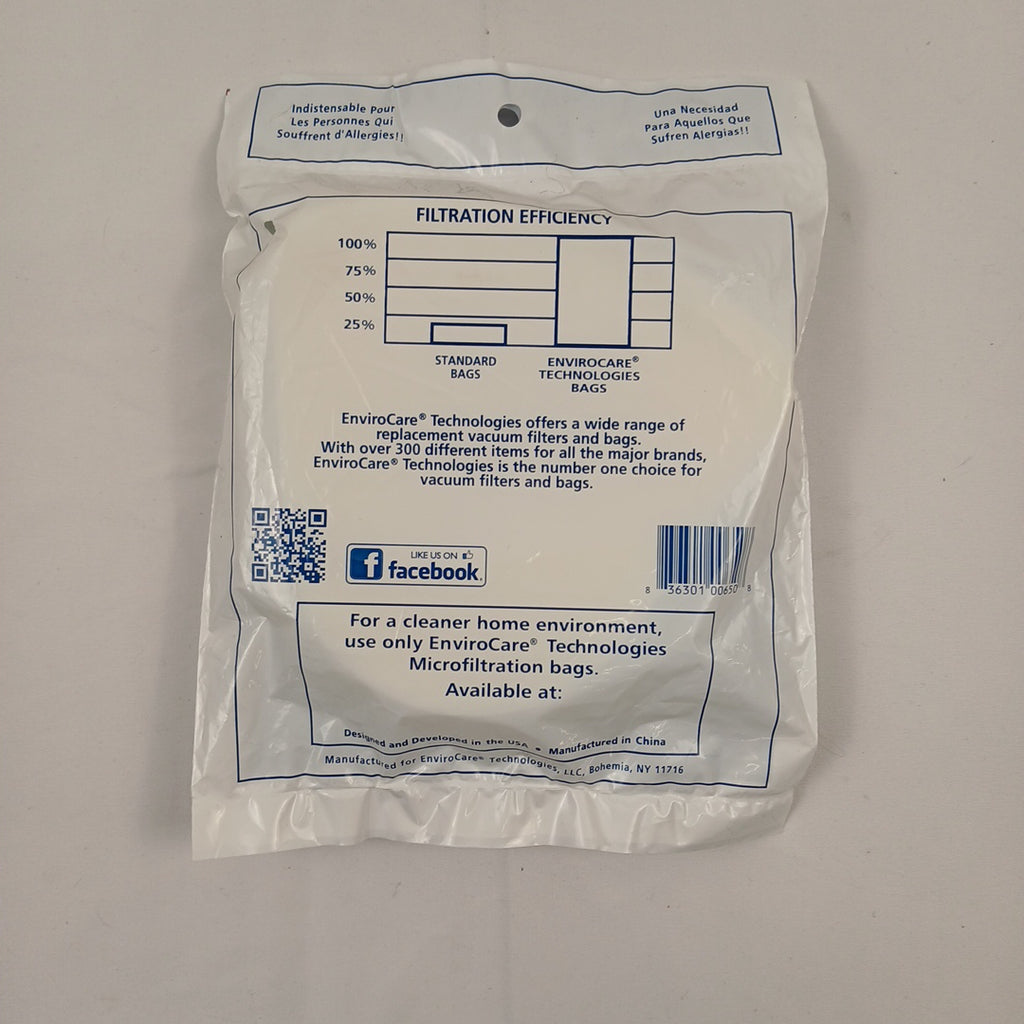 Indistensable Pour
Les Personnes Qui
Souffrent d'Allergies!!
Una Necesidad
Para Aquellos Que
Sufren Alergias!!
FILTRATION EFFICIENCY
100%
75%
50%
25%
STANDARD
BAGS
ENVIROCARE®
TECHNOLOGIES
BAGS
EnviroCare® Technologies offers a wide range of
replacement vacuum filters and bags.
With over 300 different items for all the major brands,
EnviroCare® Technologies is the number one choice for
vacuum filters and bags.
LIKE US ON
f facebook
8 36301 00650 8
For a cleaner home environment,
use only EnviroCare® Technologies
Microfiltration bags.
Available at:
Designed and Developed in the USA • Manufactured in China
Manufactured for EnviroCare® Technologies, LLC, Bohemia, NY 11716